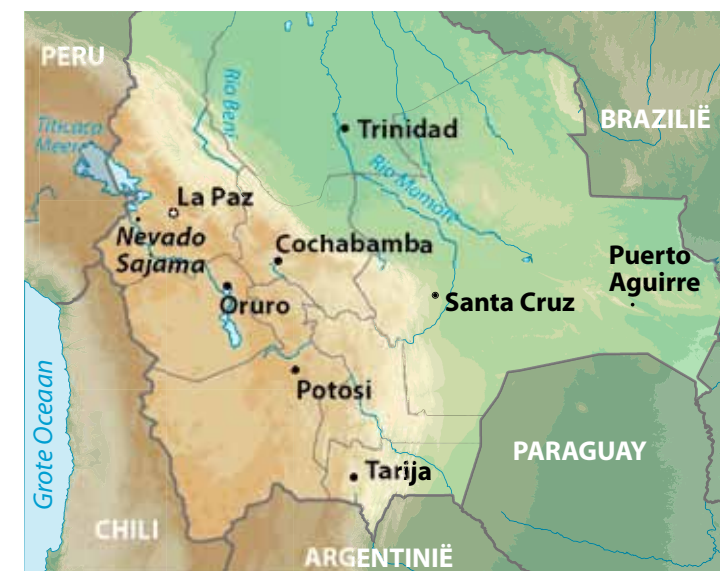 PERU
BRAZILIË
Rio Beni
Titicaca
Meer
Trinidad
Rio Mamoré
La Paz
Nevado
Sajama
Cochabamba
Puerto
Aguirre
Oruro
Santa Cruz
Potosi
Grote Oceaan
PARAGUAY
Tarija
CHILI
ARGENTINIË